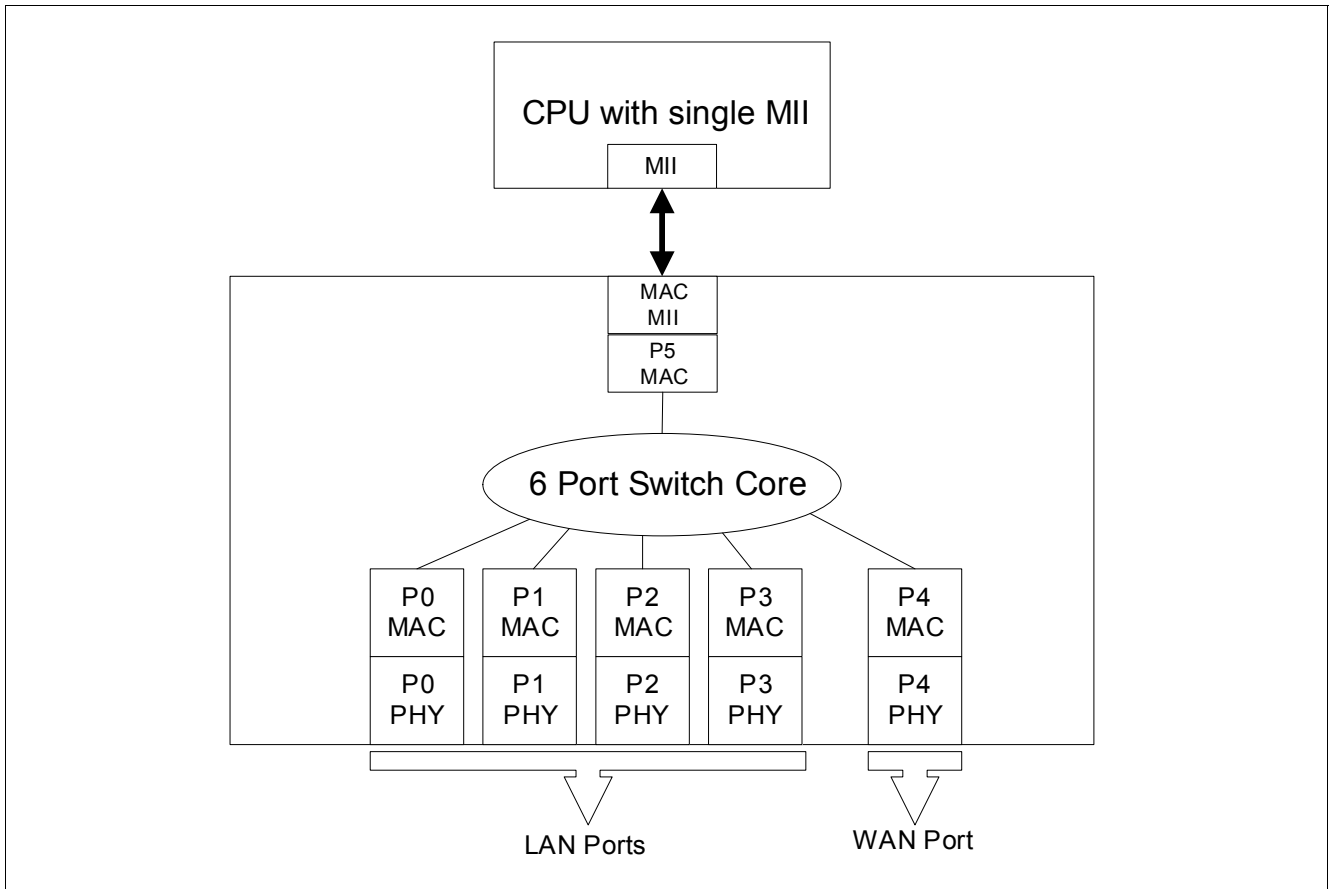 CPU with single MII
MII
MAC
MII
P5
MAC
6 Port Switch Core
P0
MAC
P1
MAC
P2
MAC
P3
MAC
P4
MAC
P0
PHY
P1
PHY
P2
PHY
P3
PHY
P4
PHY
LAN Ports
WAN Port